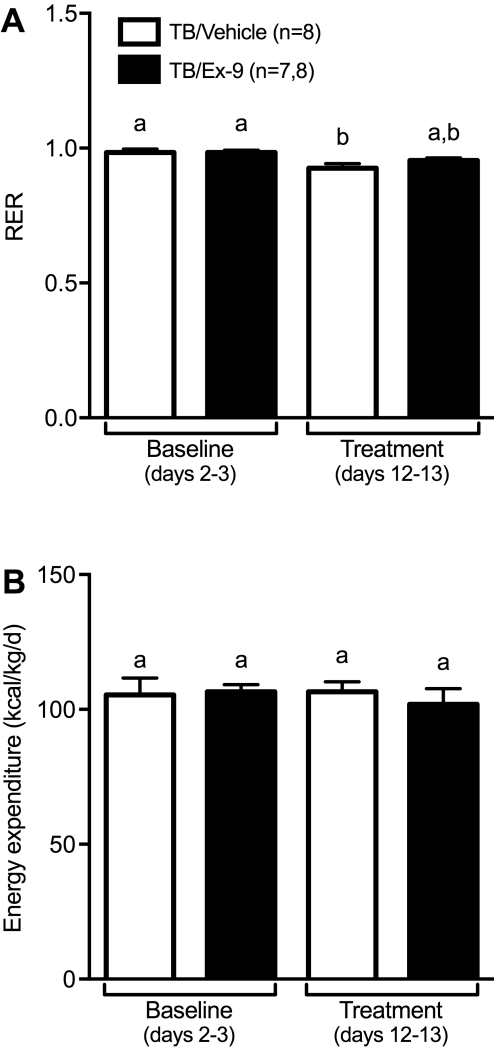 A
1.5
TB/Vehicle (n=8)
TB/Ex-9 (n=7,8)
a
a
b
a,b
1.0
RER
0.5
0.0
Baseline
(days 2-3)
Treatment
(days 12-13)
B
150
a
a
a
a
100
Energy expenditure (kcal/kg/d)
50
0
Baseline
(days 2-3)
Treatment
(days 12-13)